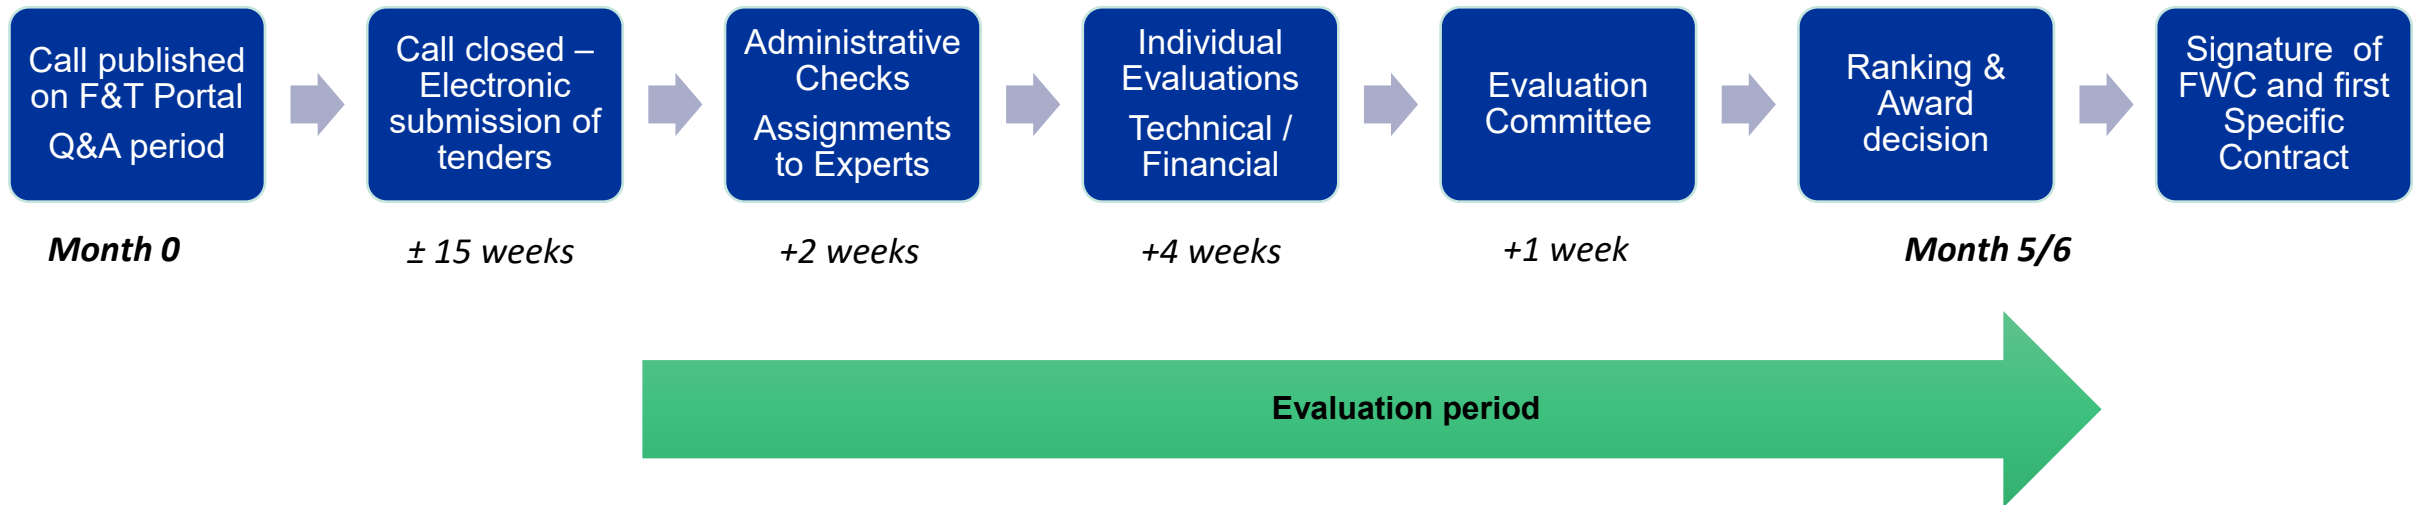 Call published
on F&T Portal
Q&A period
Call closed –
Electronic
submission of
tenders
Administrative
Checks
Assignments
to Experts
Individual
Evaluations
Technical /
Financial
Evaluation
Committee
Ranking &
Award
decision
Signature of
FWC and first
Specific
Contract
Month 0
± 15 weeks
+2 weeks
+4 weeks
+1 week
Month 5/6
Evaluation period